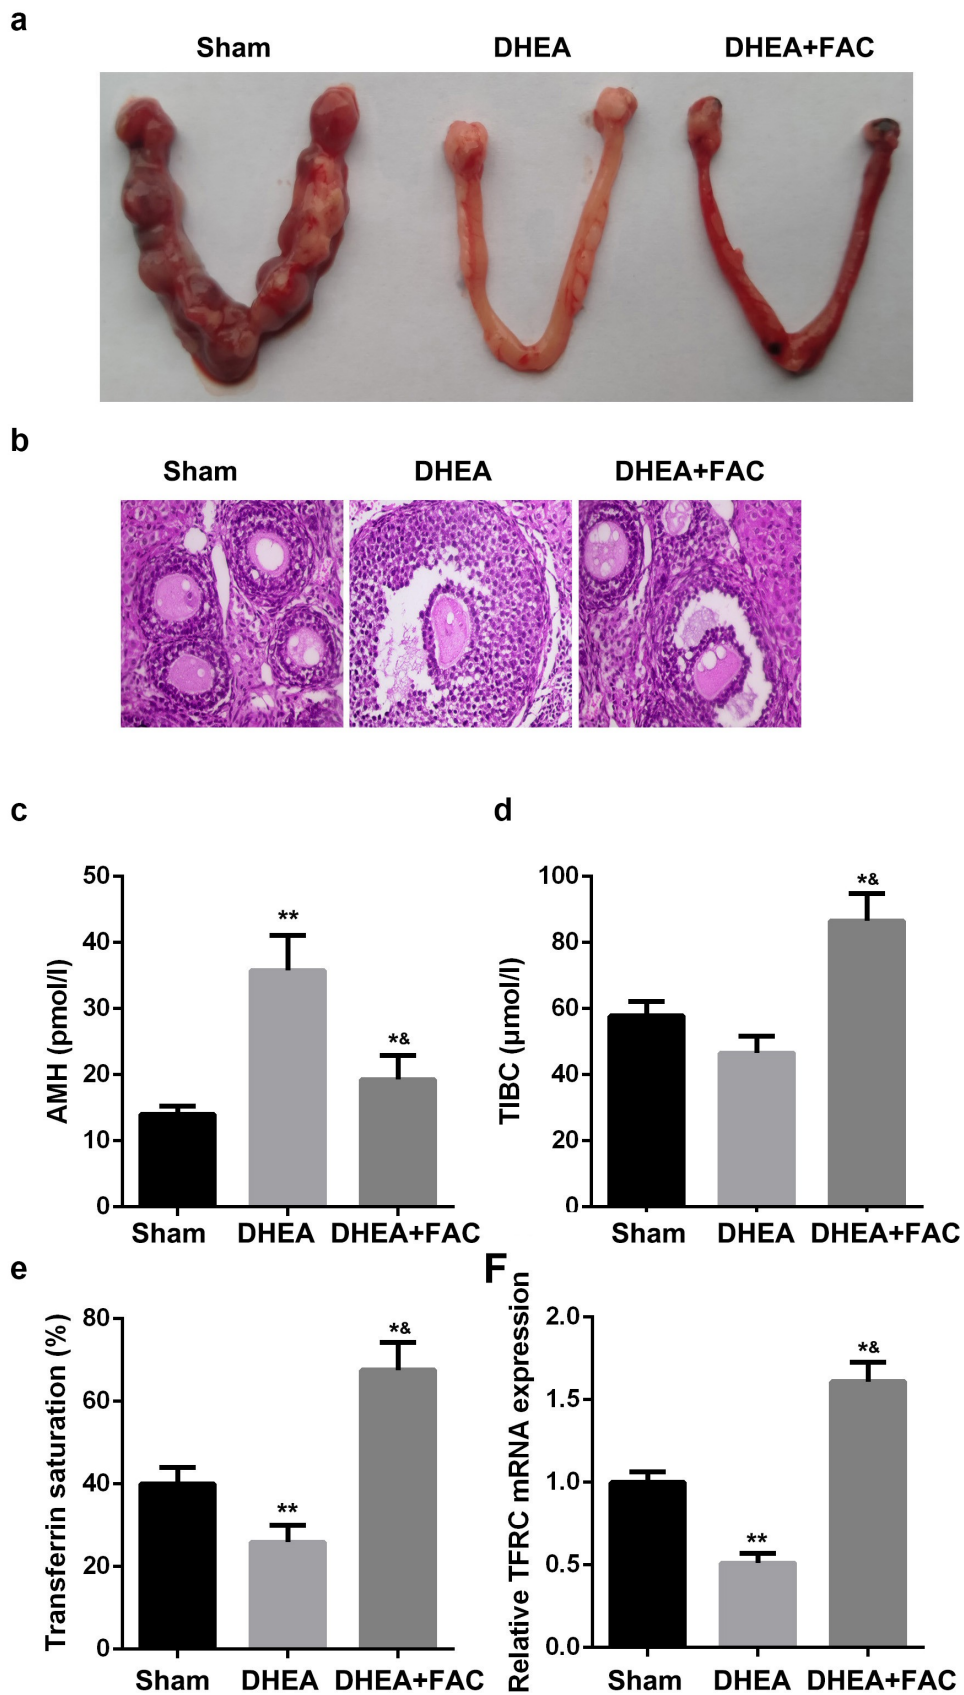 a
Sham DHEA DHEA+FAC
b
Sham DHEA DHEA+FAC
c
AMH (pmol/l)
50
40
30
20
10
0
**
*&
Sham DHEA DHEA+FAC
d
TIBC (μmol/l)
100
80
60
40
20
0
*&
Sham DHEA DHEA+FAC
e
Transferrin saturation (%)
80
60
40
20
0
**
*&
Sham DHEA DHEA+FAC
F
Relative TFRC mRNA expression
2.0
1.5
1.0
0.5
0.0
**
*&
Sham DHEA DHEA+FAC